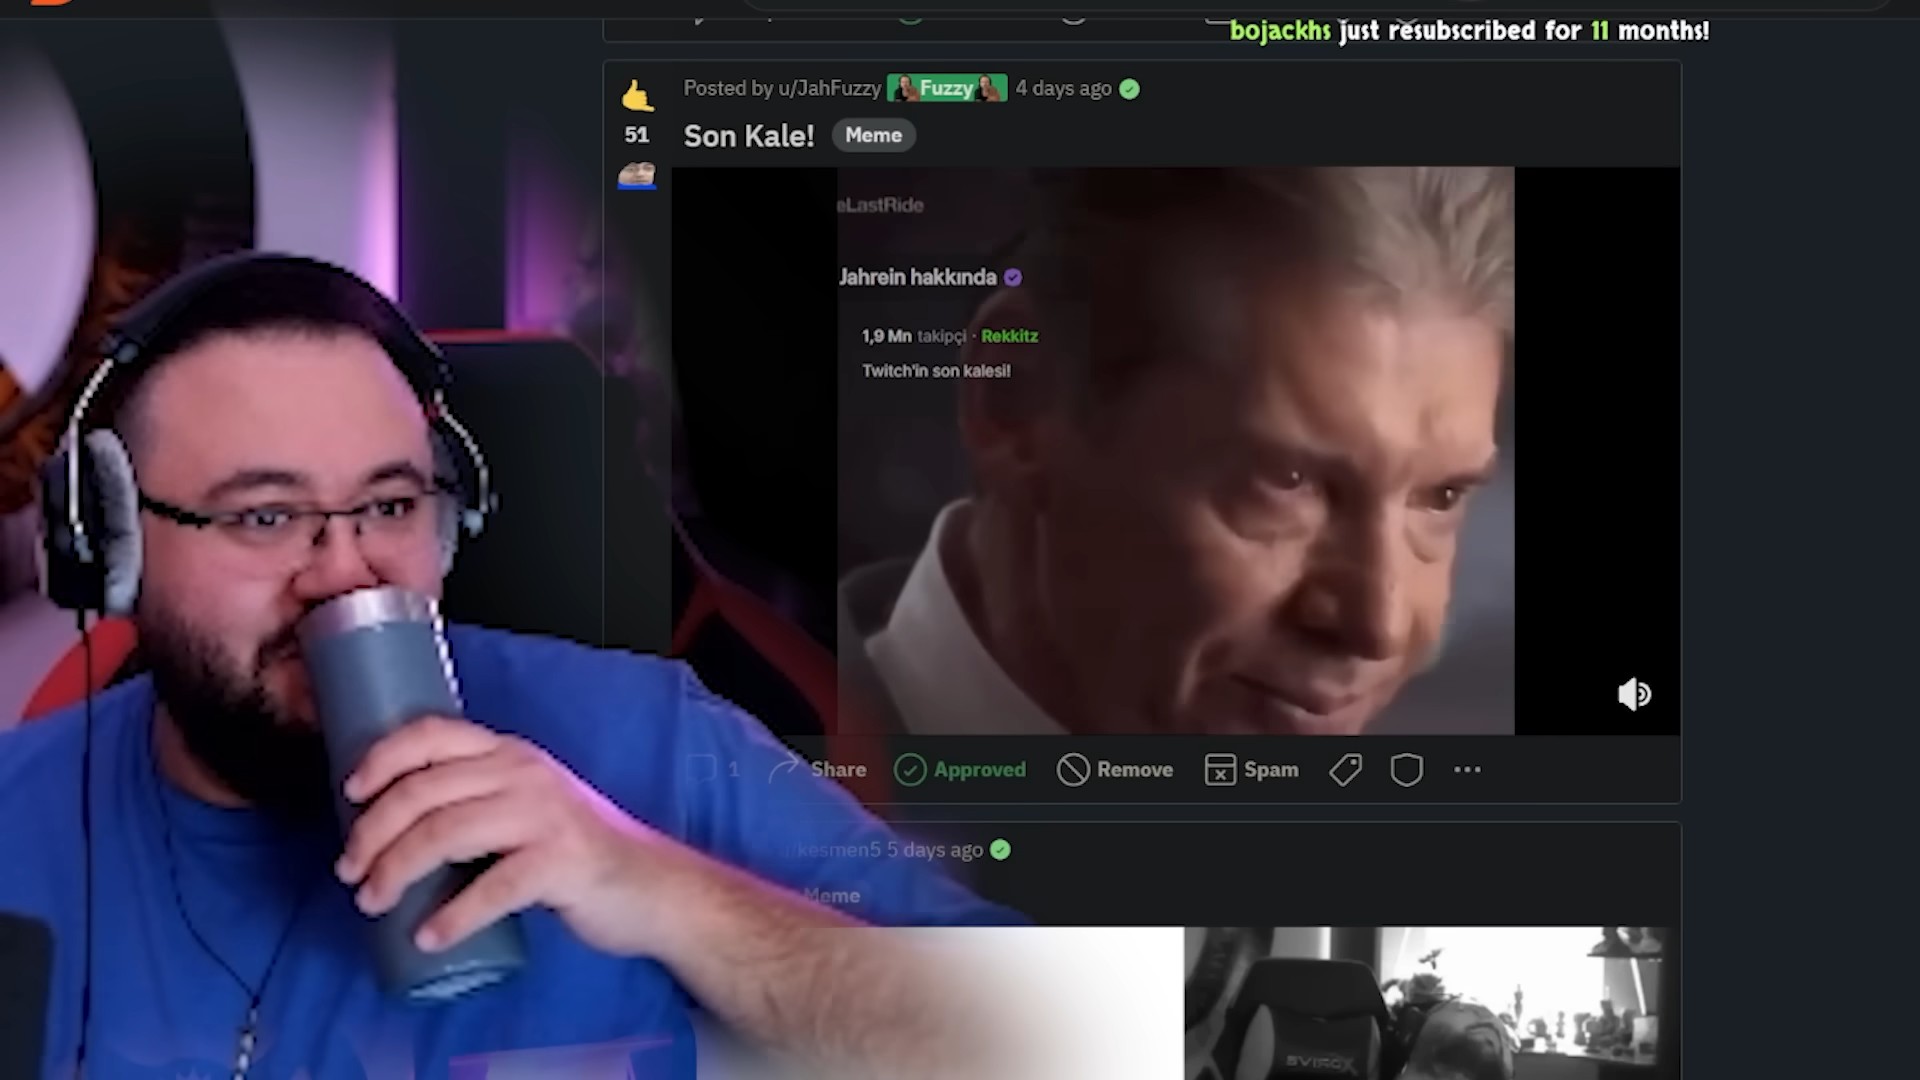 bojackhs just resubscribed for 11 months!
Posted by u/JahFuzzy Fuzzy 4 days ago
51
Son Kale! Meme
eLastRide
Jahrein hakkında
1,9 Mn takipçi · Rekkitz
Twitch'in son kalesi!
1 Share Approved Remove Spam
/kesmen5 5 days ago
Meme